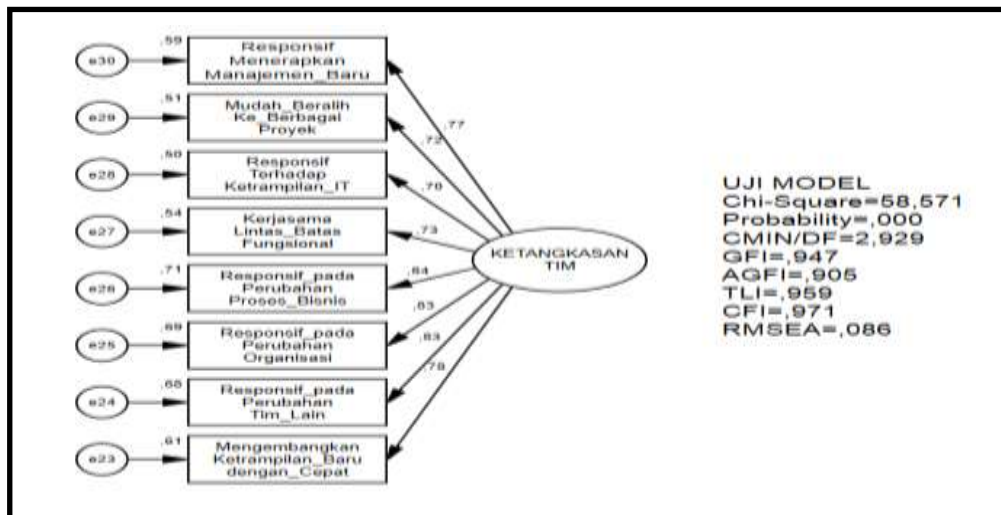 .59
e30
Responsif
Menerapkan
Manajemen_Baru
.77
.51
e29
Mudah_Beralih
Ke_Berbagai
Proyek
.72
.50
e28
Responsif
Terhadap
Ketrampilan_IT
.70
.54
e27
Kerjasama
Lintas_Batas
Fungsional
.73
KETANGKASAN
TIM
.71
e26
Responsif_pada
Perubahan
Proses_Bisnis
.84
.69
e25
Responsif_pada
Perubahan
Organisasi
.83
.68
e24
Responsif_pada
Perubahan
Tim_Lain
.83
.61
e23
Mengembangkan
Ketrampilan_Baru
dengan_Cepat
.78
UJI MODEL
Chi-Square=58,571
Probability=,000
CMIN/DF=2,929
GFI=,947
AGFI=,905
TLI=,959
CFI=,971
RMSEA=,086